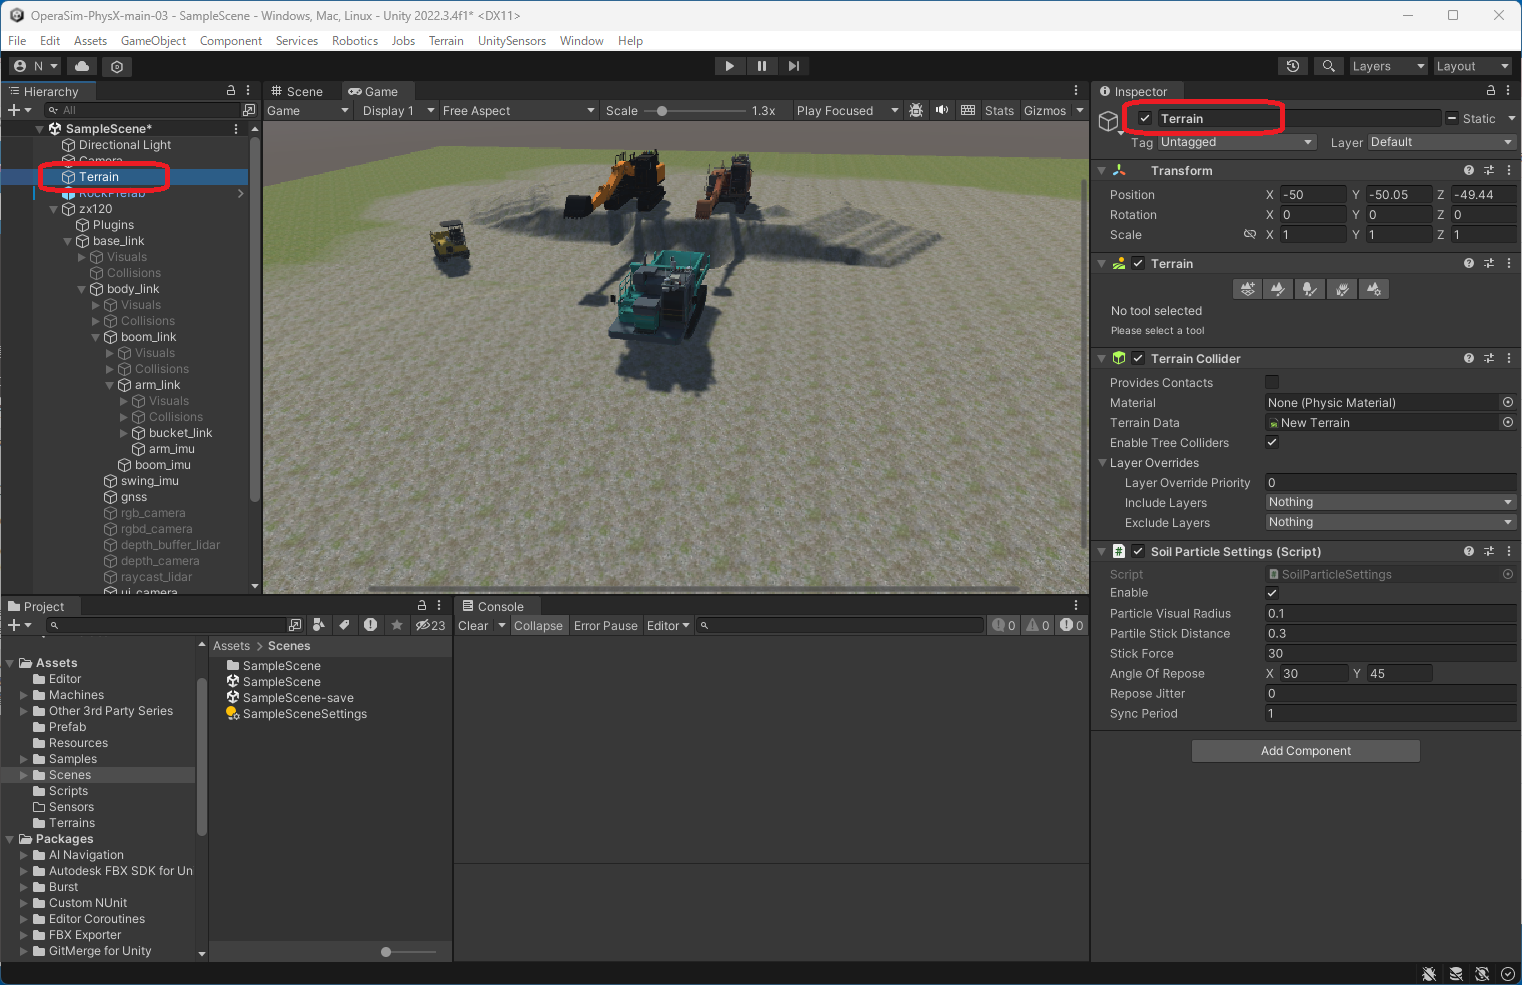 OperaSim-PhysX-main-03 - SampleScene - Windows, Mac, Linux - Unity 2022.3.4f1* <DX11>
File Edit Assets GameObject Component Services Robotics Jobs Terrain UnitySensors Window Help
N Layers Layout
Hierarchy
All
SampleScene*
Directional Light
Camera
Terrain
RockPrefab
zx120
Plugins
base_link
Visuals
Collisions
body_link
Visuals
Collisions
boom_link
Visuals
Collisions
arm_link
Visuals
Collisions
bucket_link
arm_imu
boom_imu
swing_imu
gnss
rgb_camera
rgbd_camera
depth_buffer_lidar
depth_camera
raycast_lidar
ui_camera
Scene Game
Game Display 1 Free Aspect Scale 1.3x Play Focused Stats Gizmos
Inspector
Terrain Static
Tag Untagged Layer Default
Transform
Position X -50 Y -50.05 Z -49.44
Rotation X 0 Y 0 Z 0
Scale X 1 Y 1 Z 1
Terrain
No tool selected
Please select a tool
Terrain Collider
Provides Contacts
Material None (Physic Material)
Terrain Data New Terrain
Enable Tree Colliders
Layer Overrides
Layer Override Priority 0
Include Layers Nothing
Exclude Layers Nothing
# Soil Particle Settings (Script)
Script SoilParticleSettings
Enable
Particle Visual Radius 0.1
Partile Stick Distance 0.3
Stick Force 30
Angle Of Repose X 30 Y 45
Repose Jitter 0
Sync Period 1
Add Component
Project
23
Assets
Editor
Machines
Other 3rd Party Series
Prefab
Resources
Samples
Scenes
Scripts
Sensors
Terrains
Packages
AI Navigation
Autodesk FBX SDK for Un
Burst
Custom NUnit
Editor Coroutines
FBX Exporter
GitMerge for Unity
Assets > Scenes
SampleScene
SampleScene
SampleScene-save
SampleSceneSettings
Console
Clear Collapse Error Pause Editor 0 0 0